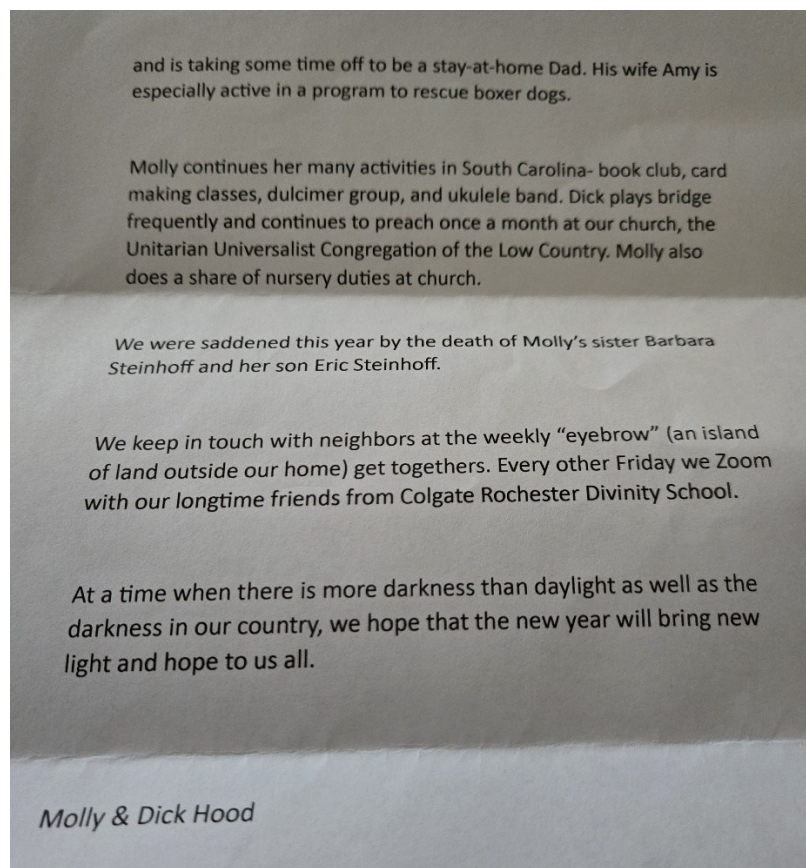 and is taking some time off to be a stay-at-home Dad. His wife Amy is
especially active in a program to rescue boxer dogs.
Molly continues her many activities in South Carolina- book club, card
making classes, dulcimer group, and ukulele band. Dick plays bridge
frequently and continues to preach once a month at our church, the
Unitarian Universalist Congregation of the Low Country. Molly also
does a share of nursery duties at church.
We were saddened this year by the death of Molly's sister Barbara
Steinhoff and her son Eric Steinhoff.
We keep in touch with neighbors at the weekly “eyebrow” (an island
of land outside our home) get togethers. Every other Friday we Zoom
with our longtime friends from Colgate Rochester Divinity School.
At a time when there is more darkness than daylight as well as the
darkness in our country, we hope that the new year will bring new
light and hope to us all.
Molly & Dick Hood